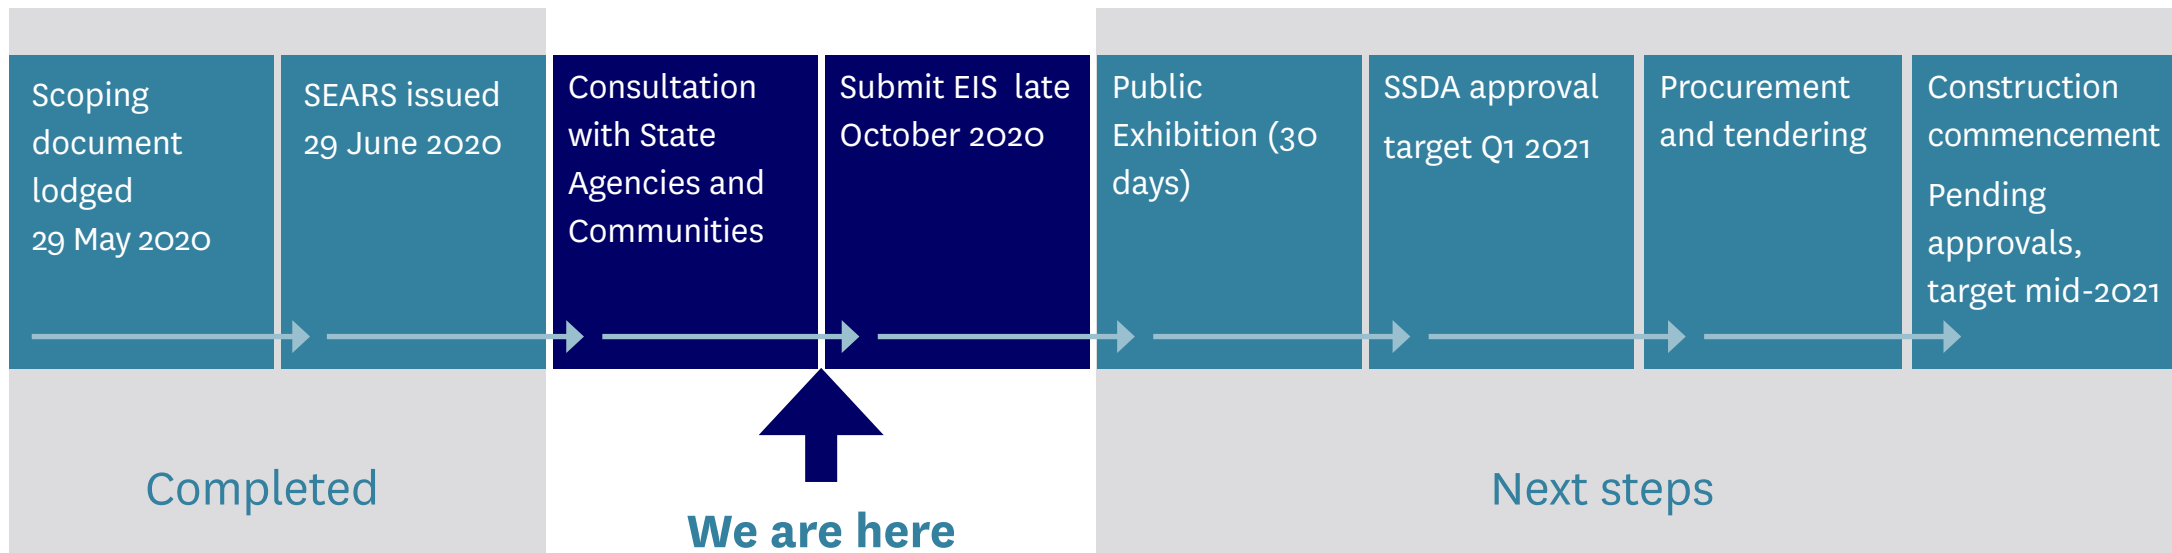 Scoping
document
lodged
29 May 2020
SEARS issued
29 June 2020
Consultation
with State
Agencies and
Communities
Submit EIS  late
October 2020
Public
Exhibition (30
days)
SSDA approval
target Q1 2021
Procurement
and tendering
Construction
commencement
Pending
approvals,
target mid-2021
Completed
We are here
Next steps